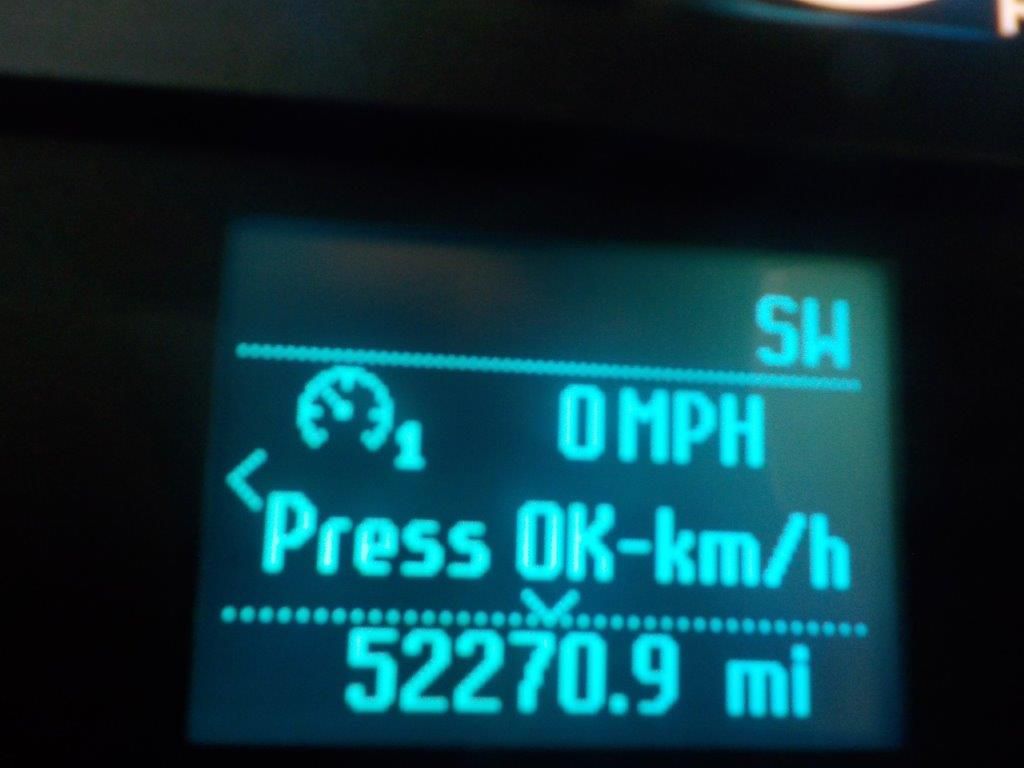 SW
1 0 MPH
Press OK-km/h
52270.9 mi